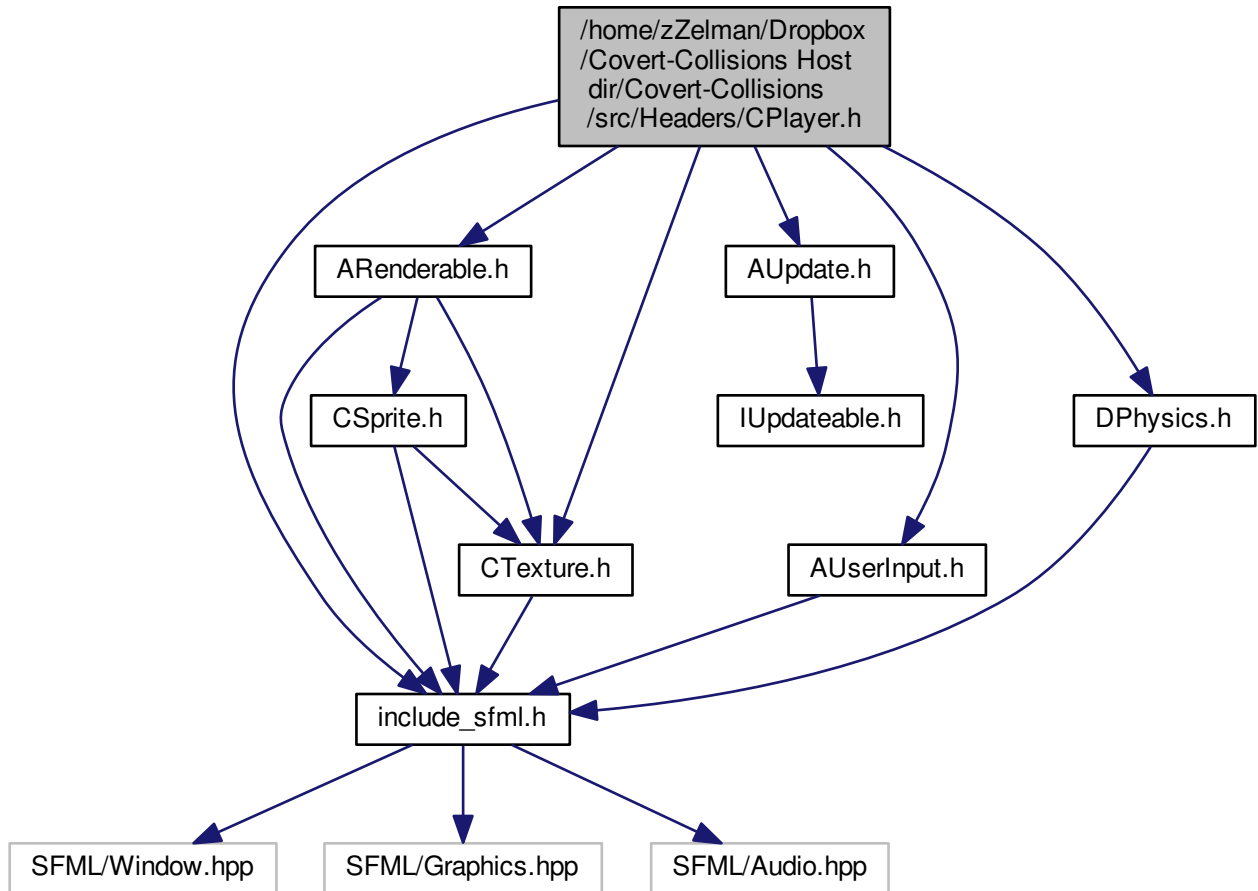 /home/zZelman/Dropbox
/Covert-Collisions Host
dir/Covert-Collisions
/src/Headers/CPlayer.h
ARenderable.h
AUpdate.h
CSprite.h
IUpdateable.h
DPhysics.h
CTexture.h
AUserInput.h
include_sfml.h
SFML/Window.hpp
SFML/Graphics.hpp
SFML/Audio.hpp